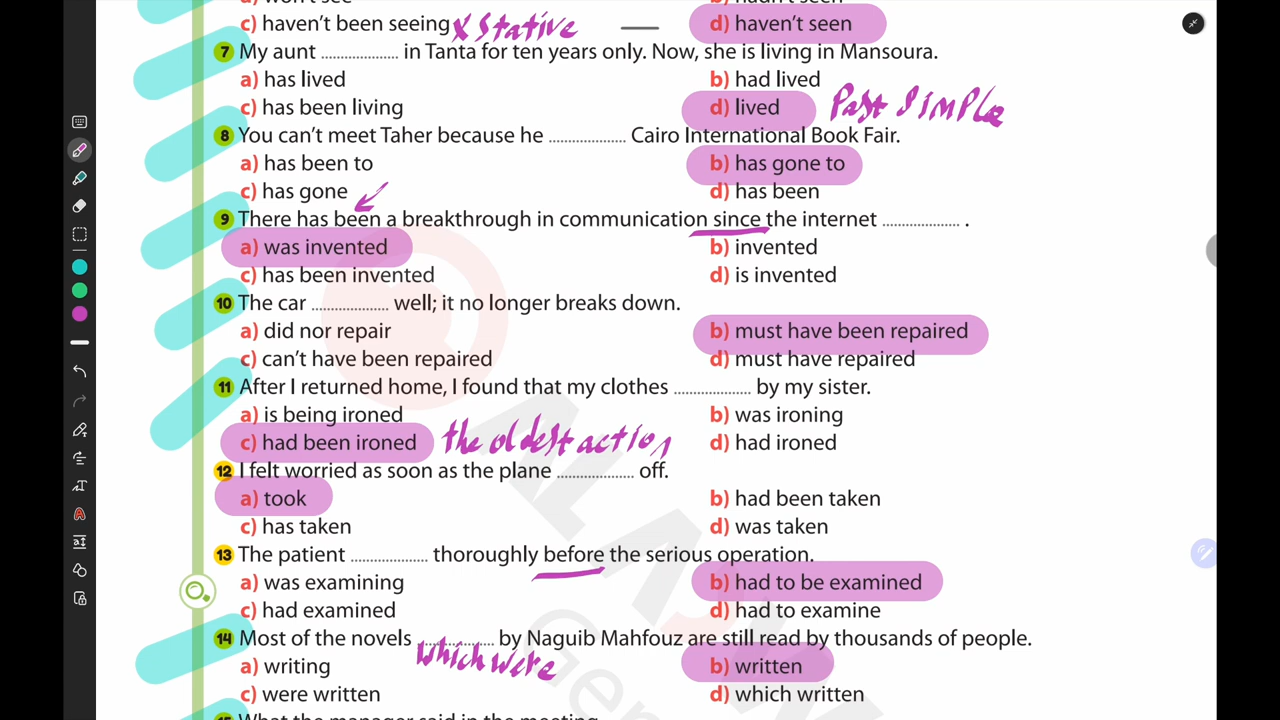 c) haven't been seeing X Stative d) haven't seen
7 My aunt ................... in Tanta for ten years only. Now, she is living in Mansoura.
a) has lived b) had lived
c) has been living d) lived Past Simple
8 You can't meet Taher because he ................... Cairo International Book Fair.
a) has been to b) has gone to
c) has gone d) has been
9 There has been a breakthrough in communication since the internet ................... .
a) was invented b) invented
c) has been invented d) is invented
10 The car ................... well; it no longer breaks down.
a) did nor repair b) must have been repaired
c) can't have been repaired d) must have repaired
11 After I returned home, I found that my clothes ................... by my sister.
a) is being ironed b) was ironing
c) had been ironed the oldest action d) had ironed
12 I felt worried as soon as the plane ................... off.
a) took b) had been taken
c) has taken d) was taken
13 The patient ................... thoroughly before the serious operation.
a) was examining b) had to be examined
c) had examined d) had to examine
14 Most of the novels ................... by Naguib Mahfouz are still read by thousands of people.
which were
a) writing b) written
c) were written d) which written